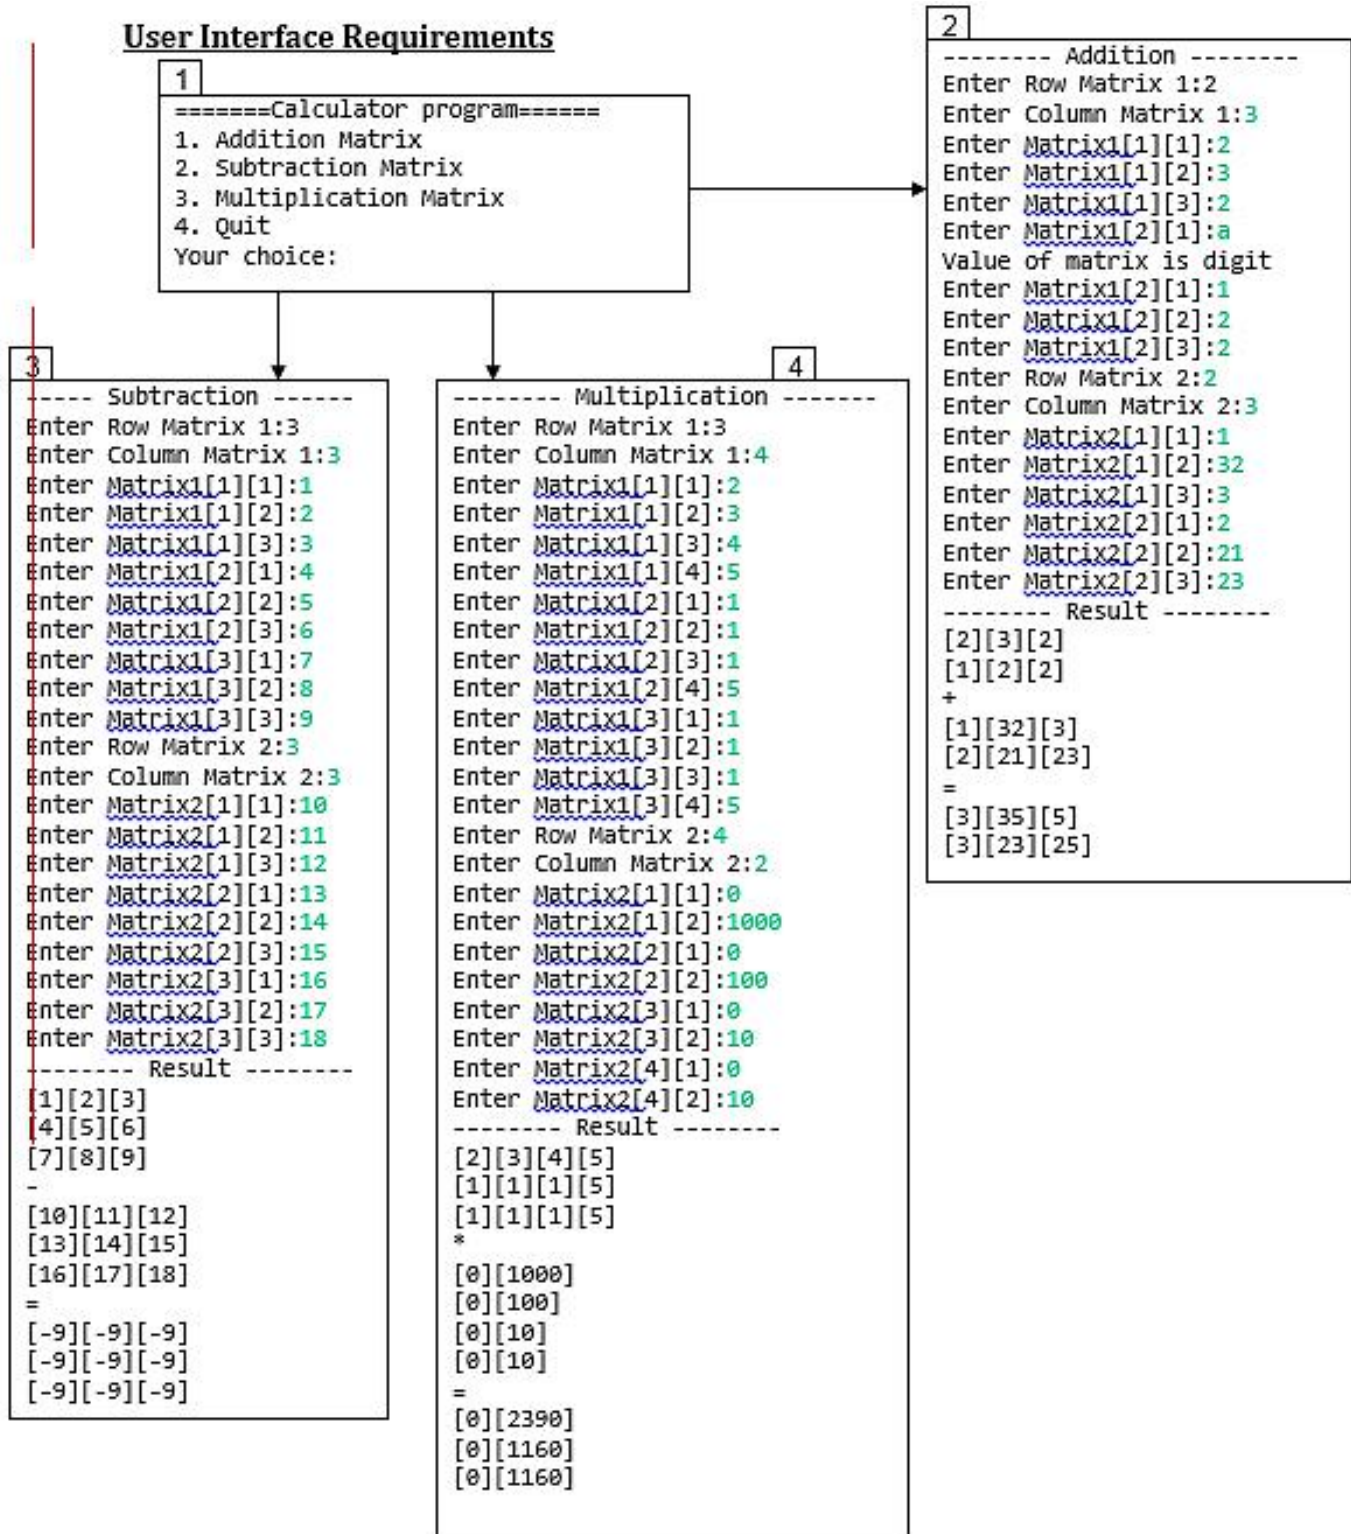 User Interface Requirements
1
=======Calculator program======
1. Addition Matrix
2. Subtraction Matrix
3. Multiplication Matrix
4. Quit
Your choice:
2
-------- Addition --------
Enter Row Matrix 1:2
Enter Column Matrix 1:3
Enter Matrix1[1][1]:2
Enter Matrix1[1][2]:3
Enter Matrix1[1][3]:2
Enter Matrix1[2][1]:a
Value of matrix is digit
Enter Matrix1[2][1]:1
Enter Matrix1[2][2]:2
Enter Matrix1[2][3]:2
Enter Row Matrix 2:2
Enter Column Matrix 2:3
Enter Matrix2[1][1]:1
Enter Matrix2[1][2]:32
Enter Matrix2[1][3]:3
Enter Matrix2[2][1]:2
Enter Matrix2[2][2]:21
Enter Matrix2[2][3]:23
-------- Result --------
[2][3][2]
[1][2][2]
+
[1][32][3]
[2][21][23]
=
[3][35][5]
[3][23][25]
3
----- Subtraction ------
Enter Row Matrix 1:3
Enter Column Matrix 1:3
Enter Matrix1[1][1]:1
Enter Matrix1[1][2]:2
Enter Matrix1[1][3]:3
Enter Matrix1[2][1]:4
Enter Matrix1[2][2]:5
Enter Matrix1[2][3]:6
Enter Matrix1[3][1]:7
Enter Matrix1[3][2]:8
Enter Matrix1[3][3]:9
Enter Row Matrix 2:3
Enter Column Matrix 2:3
Enter Matrix2[1][1]:10
Enter Matrix2[1][2]:11
Enter Matrix2[1][3]:12
Enter Matrix2[2][1]:13
Enter Matrix2[2][2]:14
Enter Matrix2[2][3]:15
Enter Matrix2[3][1]:16
Enter Matrix2[3][2]:17
Enter Matrix2[3][3]:18
-------- Result --------
[1][2][3]
[4][5][6]
[7][8][9]
-
[10][11][12]
[13][14][15]
[16][17][18]
=
[-9][-9][-9]
[-9][-9][-9]
[-9][-9][-9]
4
-------- Multiplication -------
Enter Row Matrix 1:3
Enter Column Matrix 1:4
Enter Matrix1[1][1]:2
Enter Matrix1[1][2]:3
Enter Matrix1[1][3]:4
Enter Matrix1[1][4]:5
Enter Matrix1[2][1]:1
Enter Matrix1[2][2]:1
Enter Matrix1[2][3]:1
Enter Matrix1[2][4]:5
Enter Matrix1[3][1]:1
Enter Matrix1[3][2]:1
Enter Matrix1[3][3]:1
Enter Matrix1[3][4]:5
Enter Row Matrix 2:4
Enter Column Matrix 2:2
Enter Matrix2[1][1]:0
Enter Matrix2[1][2]:1000
Enter Matrix2[2][1]:0
Enter Matrix2[2][2]:100
Enter Matrix2[3][1]:0
Enter Matrix2[3][2]:10
Enter Matrix2[4][1]:0
Enter Matrix2[4][2]:10
-------- Result --------
[2][3][4][5]
[1][1][1][5]
[1][1][1][5]
*
[0][1000]
[0][100]
[0][10]
[0][10]
=
[0][2390]
[0][1160]
[0][1160]